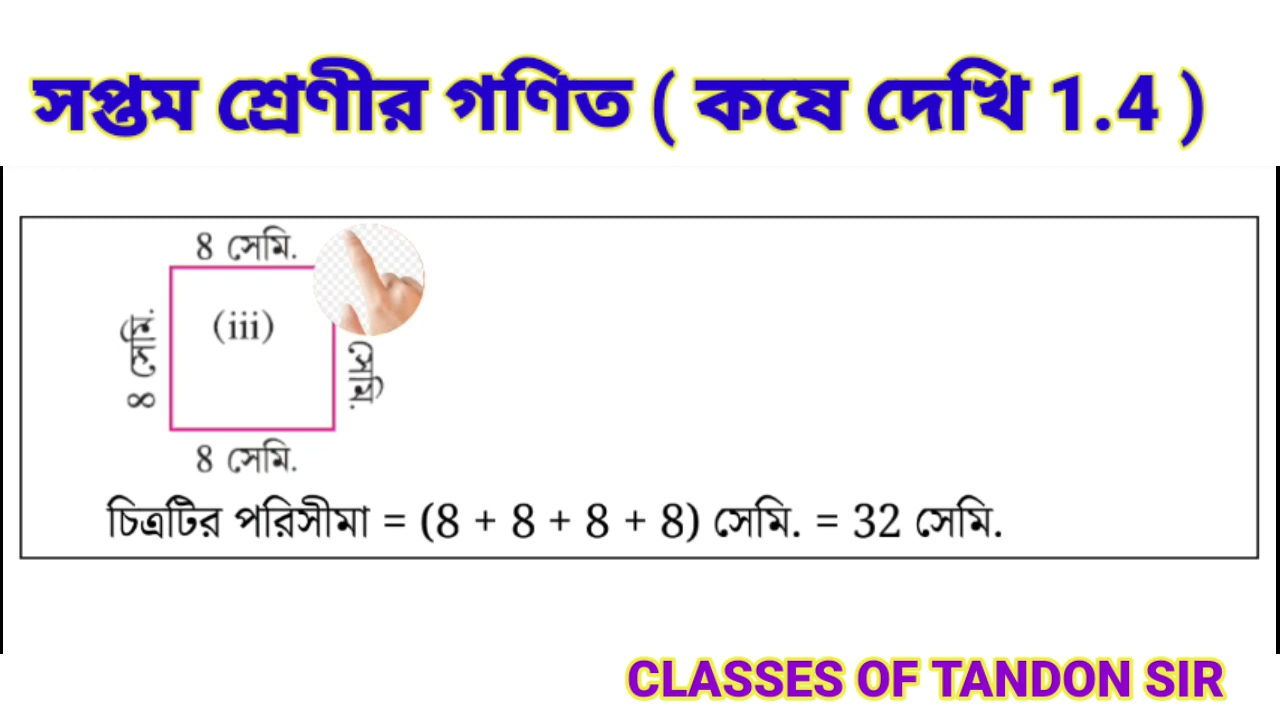 সপ্তম শ্রেণীর গণিত ( কষে দেখি 1.4 )
8 সেমি.
8 সেমি.
(iii)
সেমি.
8 সেমি.
চিত্রটির পরিসীমা = (8 + 8 + 8 + 8) সেমি. = 32 সেমি.
CLASSES OF TANDON SIR